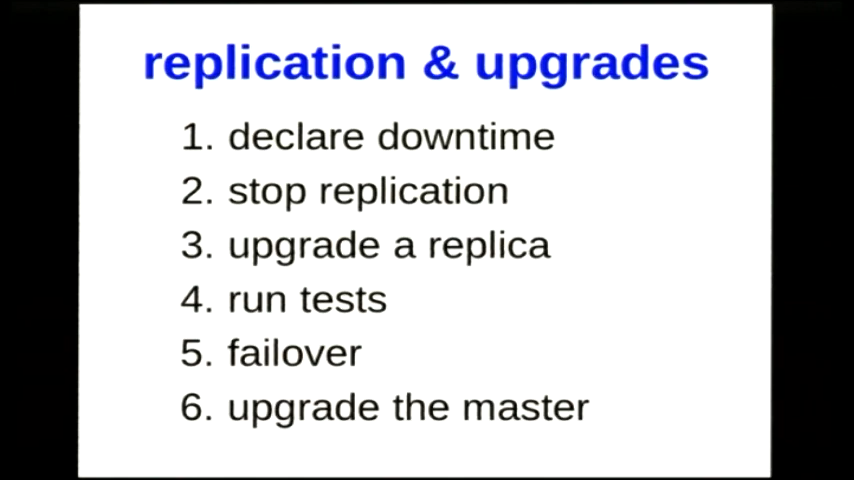 replication & upgrades
1. declare downtime
2. stop replication
3. upgrade a replica
4. run tests
5. failover
6. upgrade the master